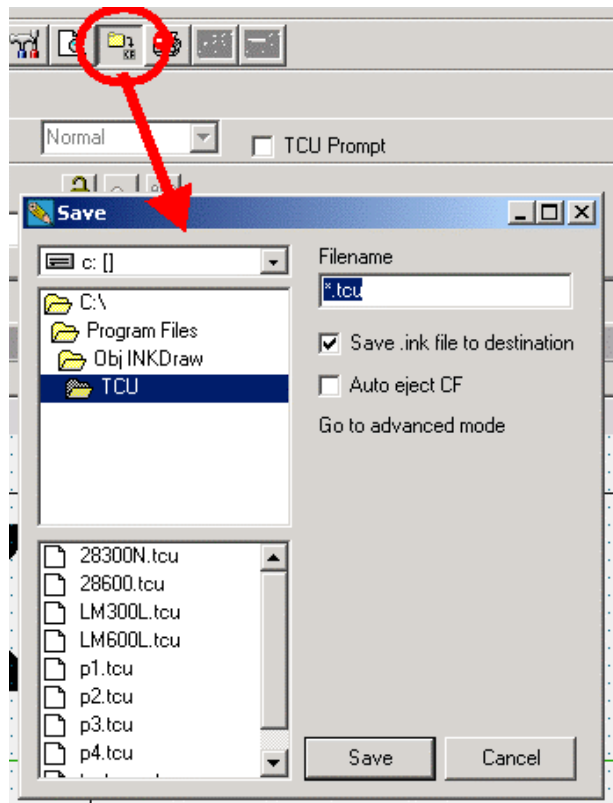 KB
Normal
TCU Prompt
Save
c: []
Filename
*.tcu
C:\
Program Files
Obj INKDraw
TCU
Save .ink file to destination
Auto eject CF
Go to advanced mode
28300N.tcu
28600.tcu
LM300L.tcu
LM600L.tcu
p1.tcu
p2.tcu
p3.tcu
p4.tcu
Save
Cancel